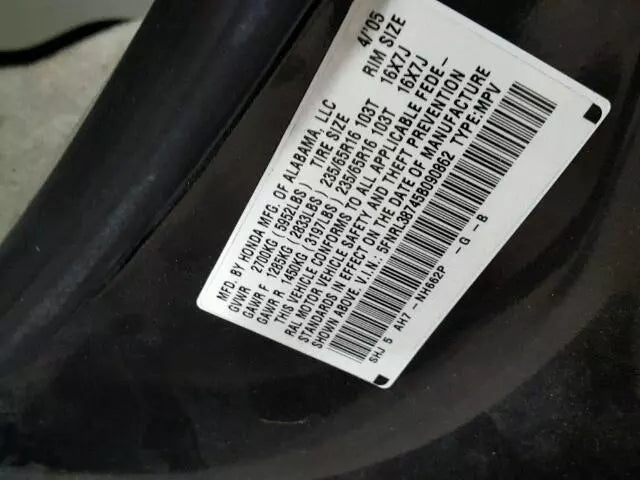 MFD. BY HONDA MFG. OF ALABAMA, LLC 4/'05
TIRE SIZE RIM SIZE
GVWR 2700KG (5952LBS)
GAWR F 1285KG (2833LBS) 235/65R16 103T 16X7J
GAWR R 1450KG (3197LBS) 235/65R16 103T 16X7J
THIS VEHICLE CONFORMS TO ALL APPLICABLE FEDE-
RAL MOTOR VEHICLE SAFETY AND THEFT PREVENTION
STANDARDS IN EFFECT ON THE DATE OF MANUFACTURE
SHOWN ABOVE. V.I.N: 5FNRL38745B090862 TYPE:MPV
SHJ 5 AH7- NH662P -G -B